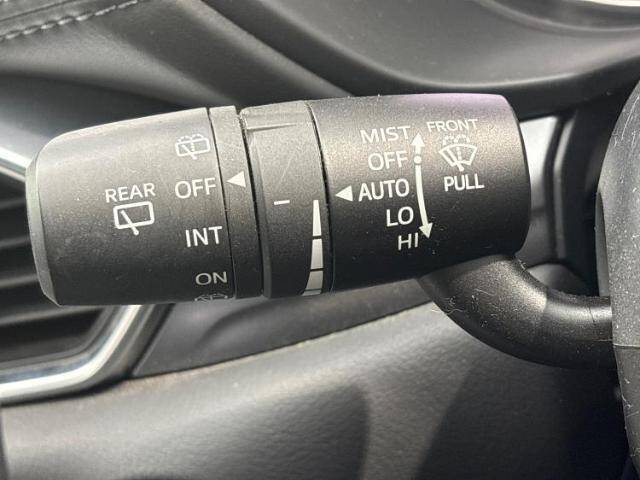 REAR
OFF
INT
ON
MIST
OFF
AUTO
LO
HI
FRONT
PULL